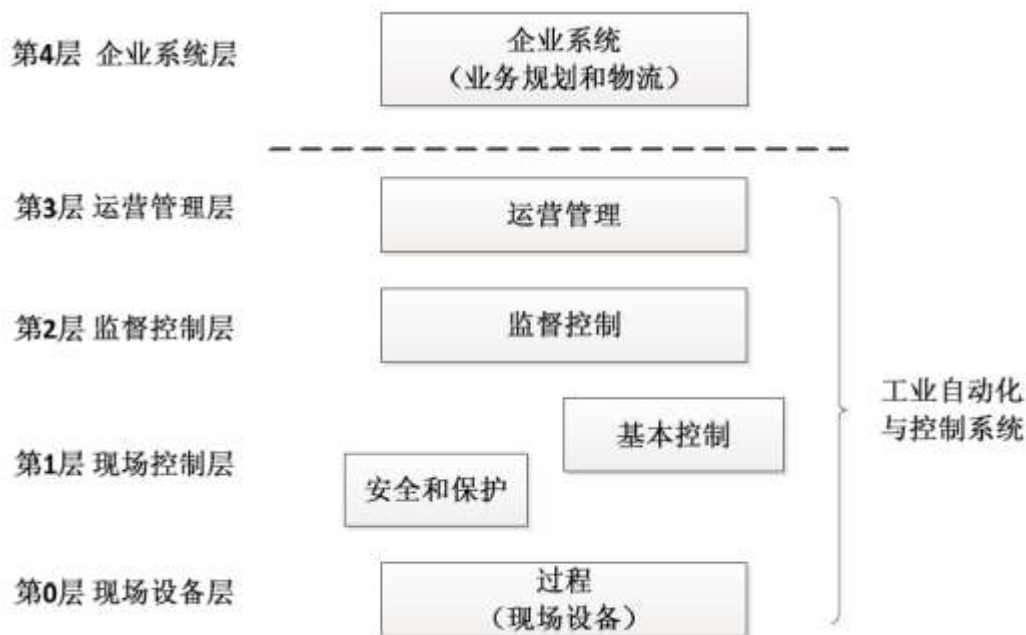 第4层 企业系统层
企业系统
（业务规划和物流）
第3层 运营管理层
运营管理
第2层 监督控制层
监督控制
工业自动化
与控制系统
基本控制
第1层 现场控制层
安全和保护
第0层 现场设备层
过程
（现场设备）